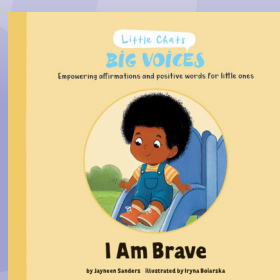 Little Chats
BIG VOICES
Empowering affirmations and positive words for little ones
I Am Brave
by Jayneen Sanders illustrated by Iryna Boiarska